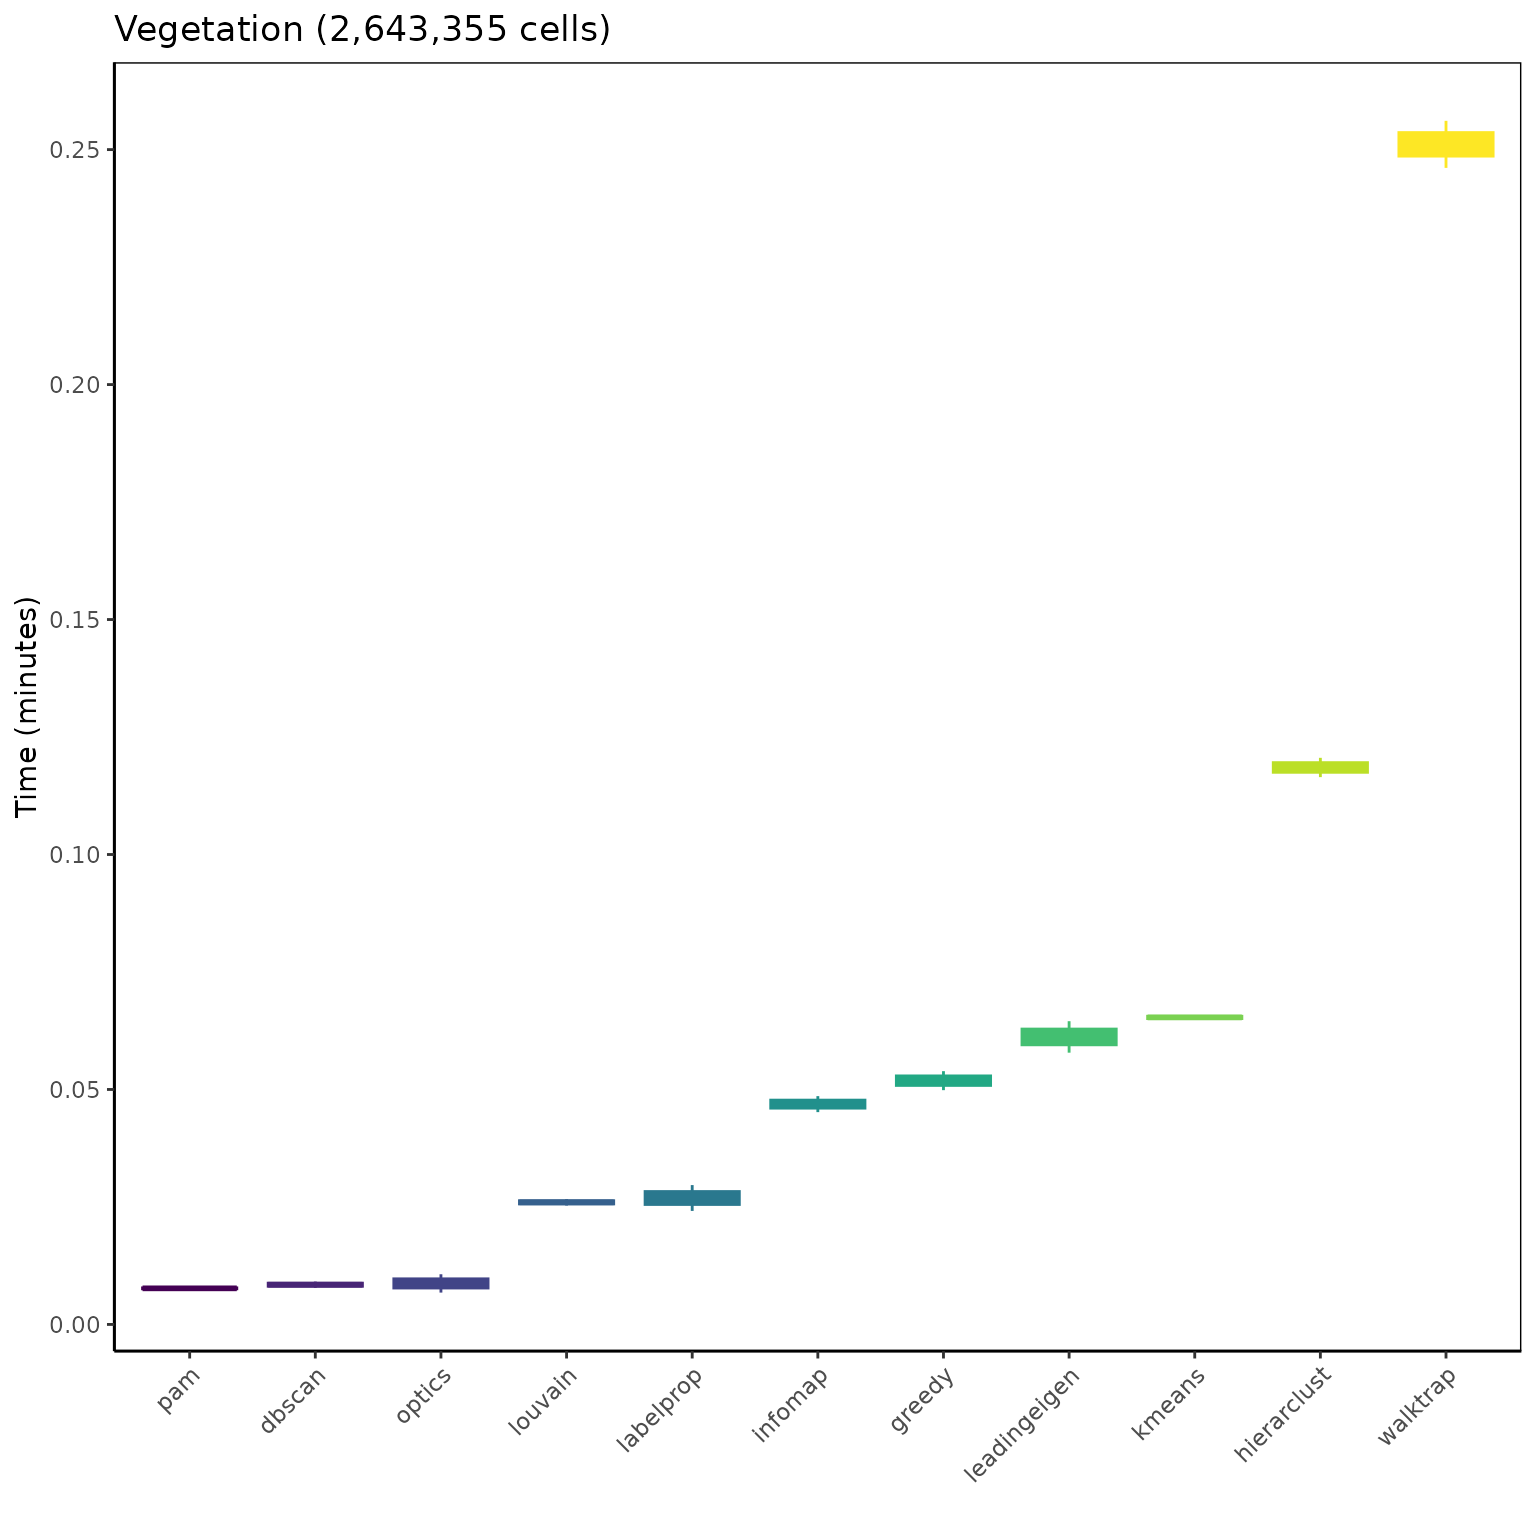 Vegetation (2,643,355 cells)
Time (minutes)
0.25
0.20
0.15
0.10
0.05
0.00
pam
dbscan
optics
louvain
labelprop
infomap
greedy
leadingeigen
kmeans
hierarclust
walktrap